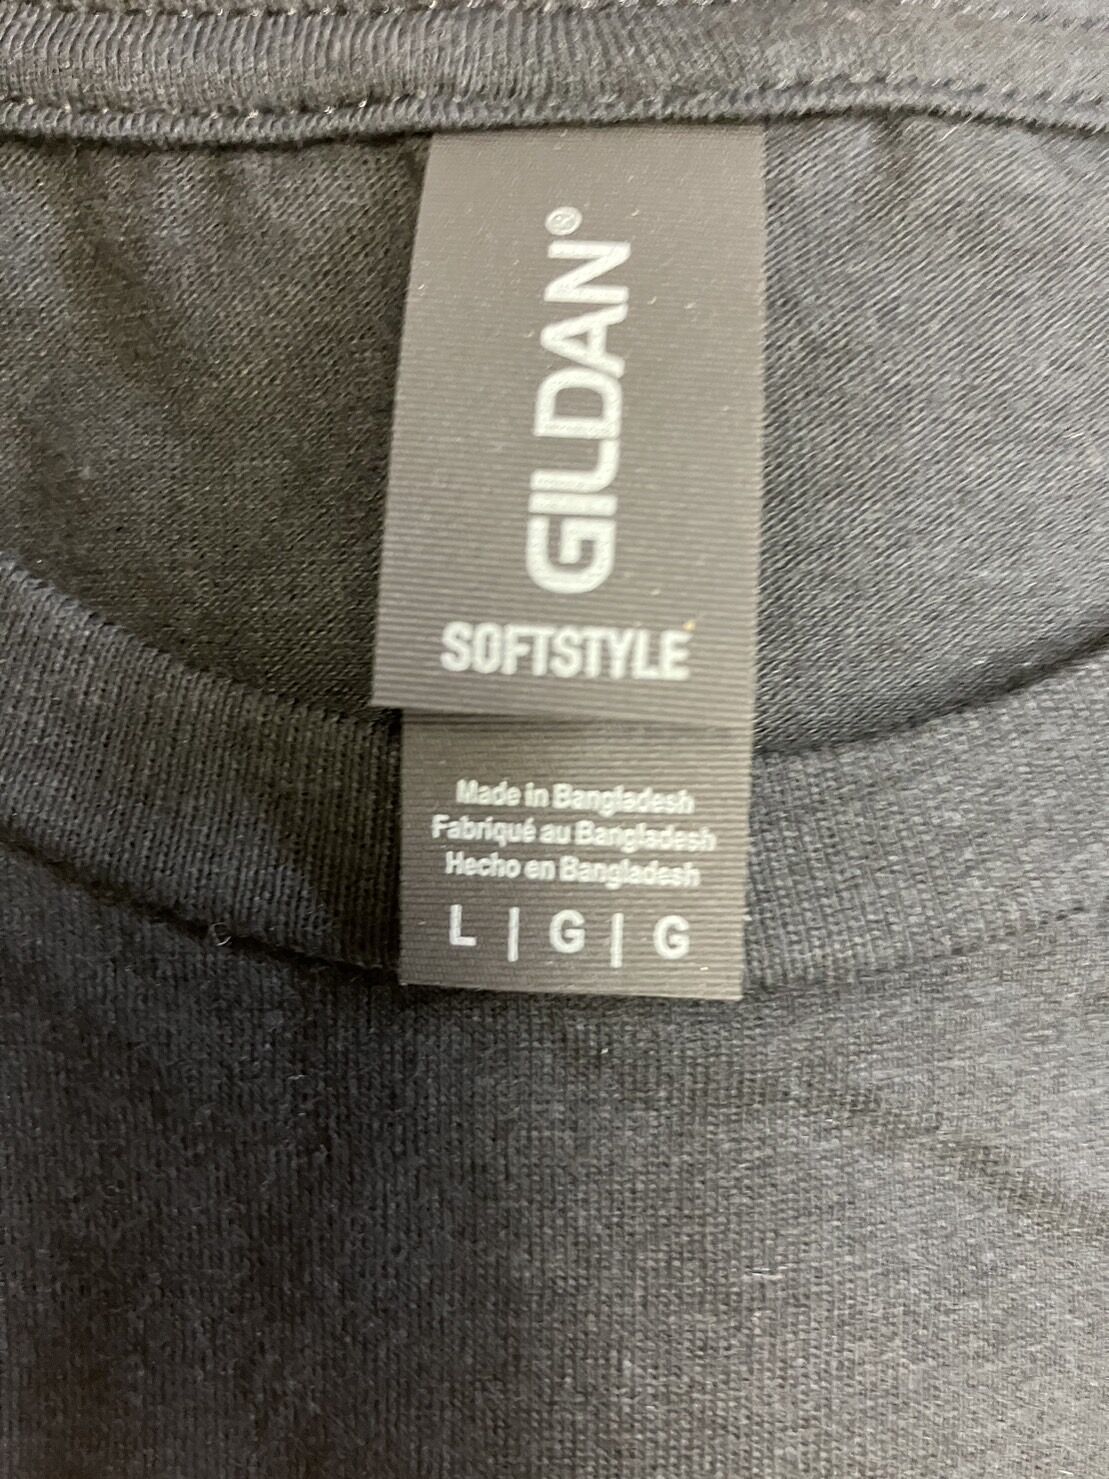 GILDAN®
SOFTSTYLE
Made in Bangladesh
Fabriqué au Bangladesh
Hecho en Bangladesh
L | G | G